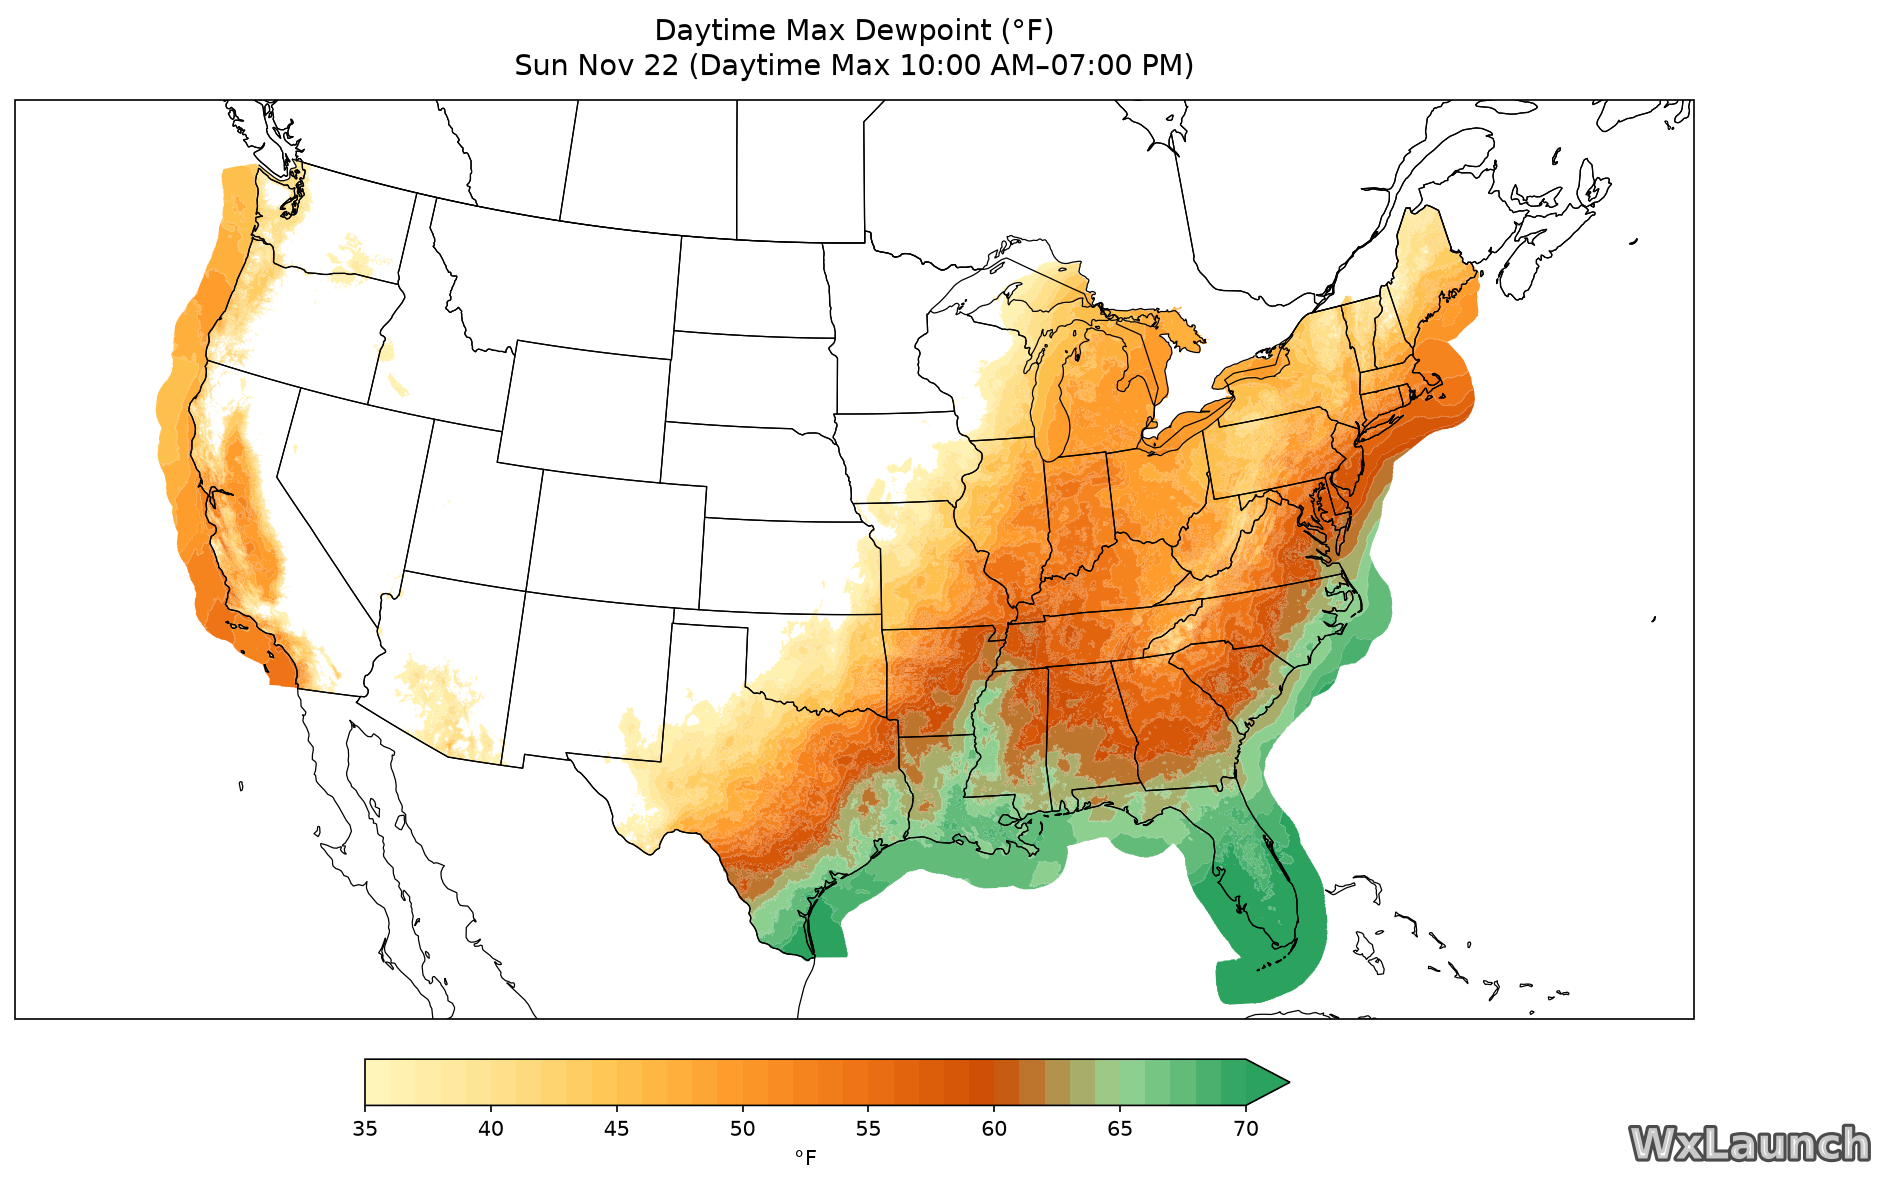 Daytime Max Dewpoint (°F)
Sun Nov 22 (Daytime Max 10:00 AM–07:00 PM)
35 40 45 50 55 60 65 70
°F
WxLaunch